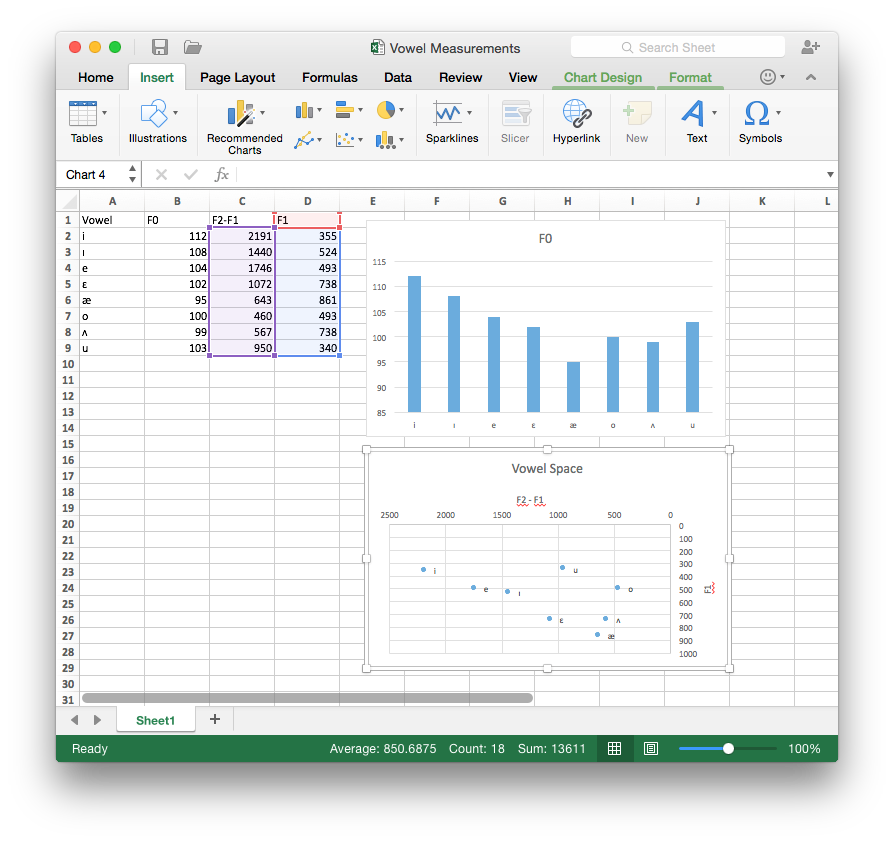 Vowel Measurements
Search Sheet
Home Insert Page Layout Formulas Data Review View Chart Design Format
Tables Illustrations Recommended Charts Sparklines Slicer Hyperlink New Text Symbols
Chart 4 fx
A B C D E F G H I J K L
1 Vowel F0 F2-F1 F1
2 i 112 2191 355
3 ı 108 1440 524
4 e 104 1746 493
5 ε 102 1072 738
6 æ 95 643 861
7 o 100 460 493
8 ʌ 99 567 738
9 u 103 950 340
10
11
12
13
14
15
16
17
18
19
20
21
22
23
24
25
26
27
28
29
30
31
F0
115
110
105
100
95
90
85
i ı e ε æ o ʌ u
Vowel Space
F2 - F1
2500 2000 1500 1000 500 0
0
100
200
300
400
500
600
700
800
900
1000
F1
i
u
e
ı
o
ε
ʌ
æ
Sheet1 +
Ready Average: 850.6875 Count: 18 Sum: 13611 100%